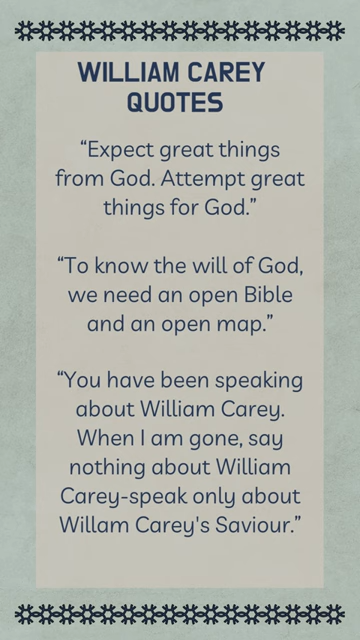 WILLIAM CAREY
QUOTES
“Expect great things
from God. Attempt great
things for God.”
“To know the will of God,
we need an open Bible
and an open map.”
“You have been speaking
about William Carey.
When I am gone, say
nothing about William
Carey-speak only about
Willam Carey's Saviour.”